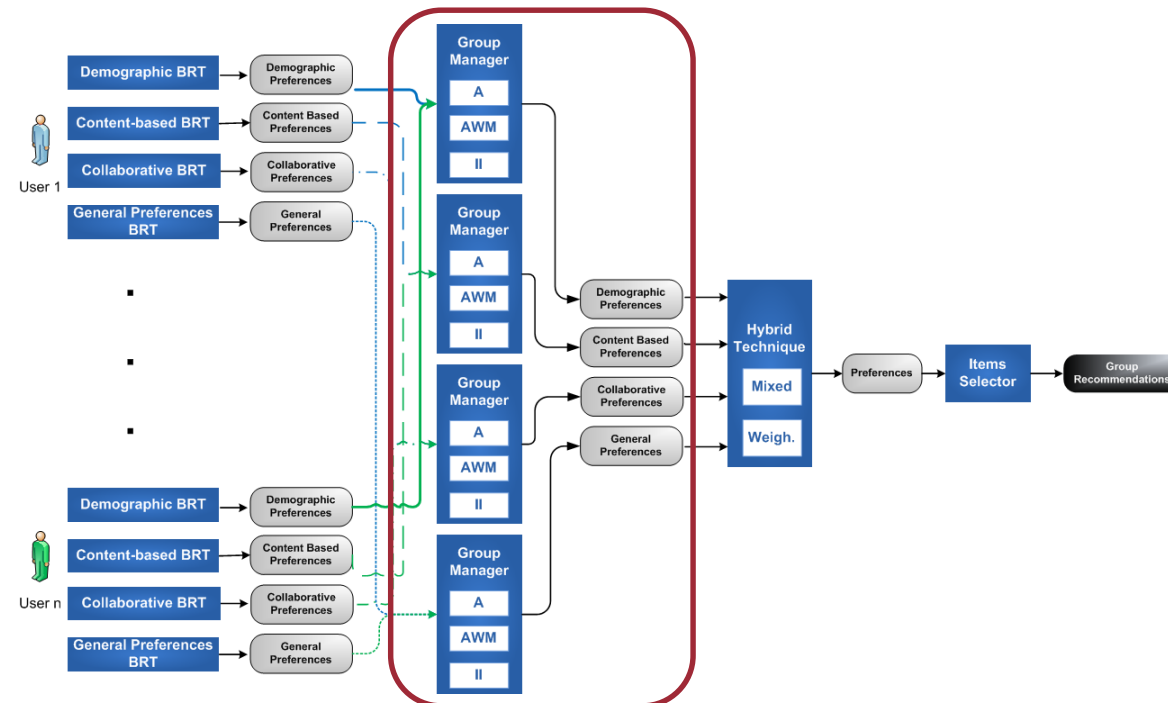 Demographic BRT
Demographic
Preferences
Content-based BRT
Content Based
Preferences
Collaborative BRT
Collaborative
Preferences
General Preferences
BRT
General
Preferences
User 1
Demographic BRT
Demographic
Preferences
Content-based BRT
Content Based
Preferences
Collaborative BRT
Collaborative
Preferences
General Preferences
BRT
General
Preferences
User n
Group
Manager
A
AWM
II
Group
Manager
A
AWM
II
Group
Manager
A
AWM
II
Group
Manager
A
AWM
II
Demographic
Preferences
Content Based
Preferences
Collaborative
Preferences
General
Preferences
Hybrid
Technique
Mixed
Weigh.
Preferences
Items
Selector
Group
Recommendations